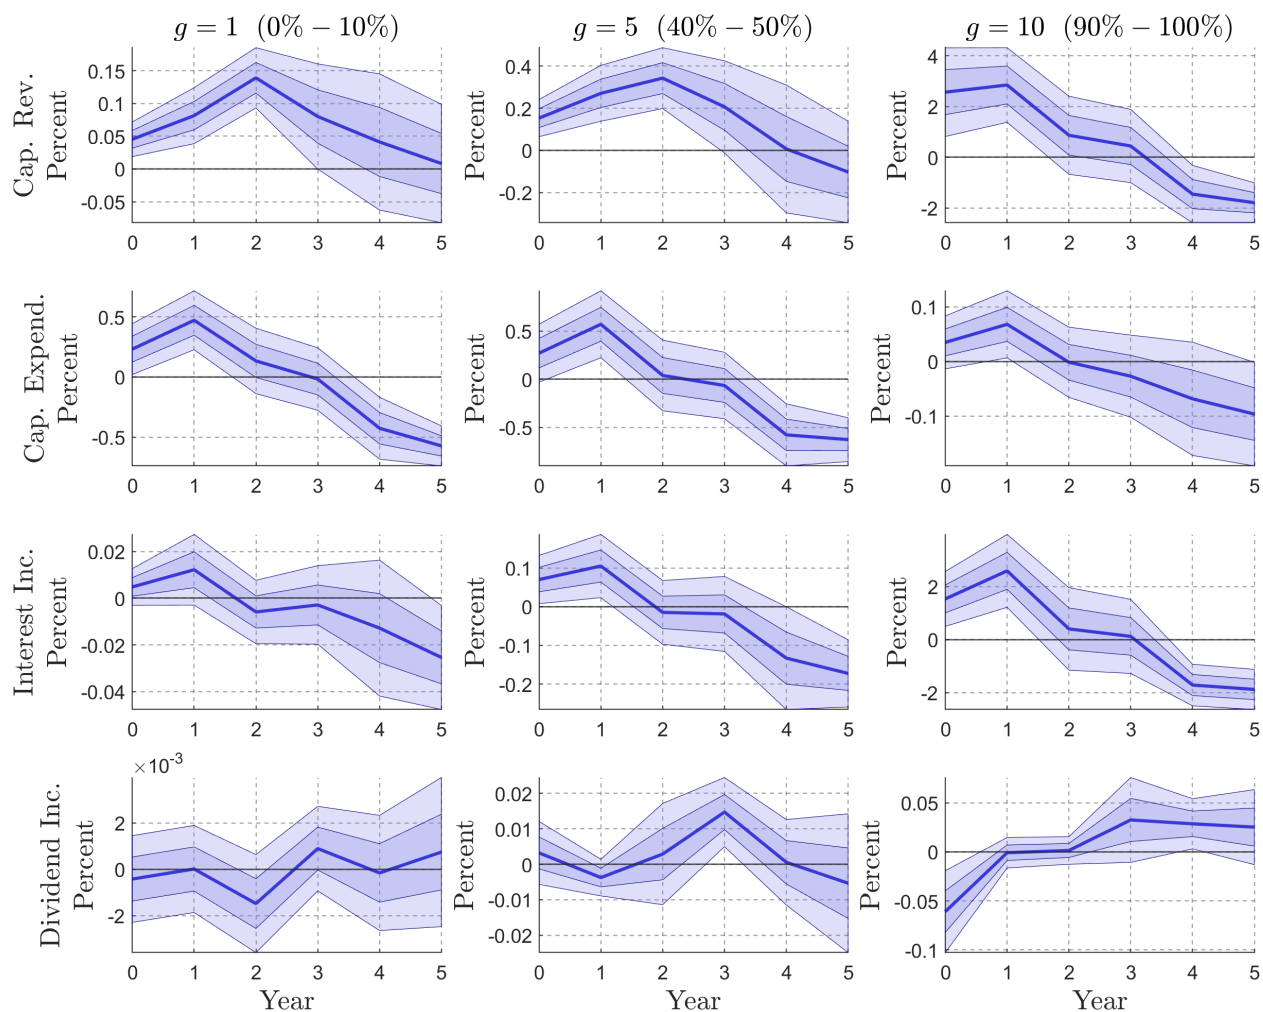 g = 1 (0% − 10%)
g = 5 (40% − 50%)
g = 10 (90% − 100%)
Cap. Rev.
Percent
0.15
0.1
0.05
0
-0.05
0 1 2 3 4 5
Percent
0.4
0.2
0
-0.2
0 1 2 3 4 5
Percent
4
2
0
-2
0 1 2 3 4 5
Cap. Expend.
Percent
0.5
0
-0.5
0 1 2 3 4 5
Percent
0.5
0
-0.5
0 1 2 3 4 5
Percent
0.1
0
-0.1
0 1 2 3 4 5
Interest Inc.
Percent
0.02
0
-0.02
-0.04
0 1 2 3 4 5
Percent
0.1
0
-0.1
-0.2
0 1 2 3 4 5
Percent
2
0
-2
0 1 2 3 4 5
Dividend Inc.
Percent
×10⁻³
2
0
-2
0 1 2 3 4 5
Year
Percent
0.02
0.01
0
-0.01
-0.02
0 1 2 3 4 5
Year
Percent
0.05
0
-0.05
-0.1
0 1 2 3 4 5
Year